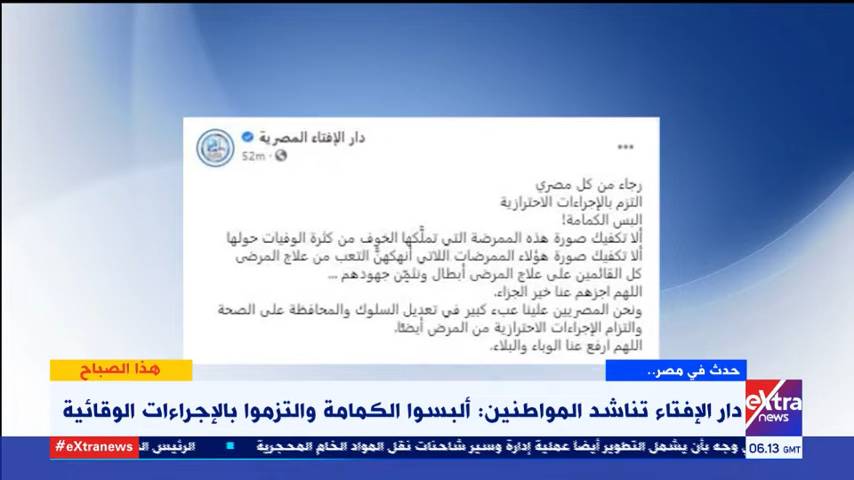 دار الإفتاء المصرية
52m
رجاء من كل مصري
التزم بالإجراءات الاحترازية
البس الكمامة!
ألا تكفيك صورة هذه الممرضة التي تملَّكها الخوف من كثرة الوفيات حولها
ألا تكفيك صورة هؤلاء الممرضات اللاتي أنهكهنَّ التعب من علاج المرضى
كل القائمين على علاج المرضى أبطال ونثمِّن جهودهم ...
اللهم اجزهم عنا خير الجزاء.
ونحن المصريين علينا عبء كبير في تعديل السلوك والمحافظة على الصحة
والتزام الإجراءات الاحترازية من المرض أيضًا.
اللهم ارفع عنا الوباء والبلاء.
حدث في مصر..
هذا الصباح
دار الإفتاء تناشد المواطنين: ألبسوا الكمامة والتزموا بالإجراءات الوقائية
eXtra news
وجه بأن يشمل التطوير أيضاً عملية إدارة وسير شاحنات نقل المواد الخام المحجرية
الرئيس
#eXtranews
06.13 GMT